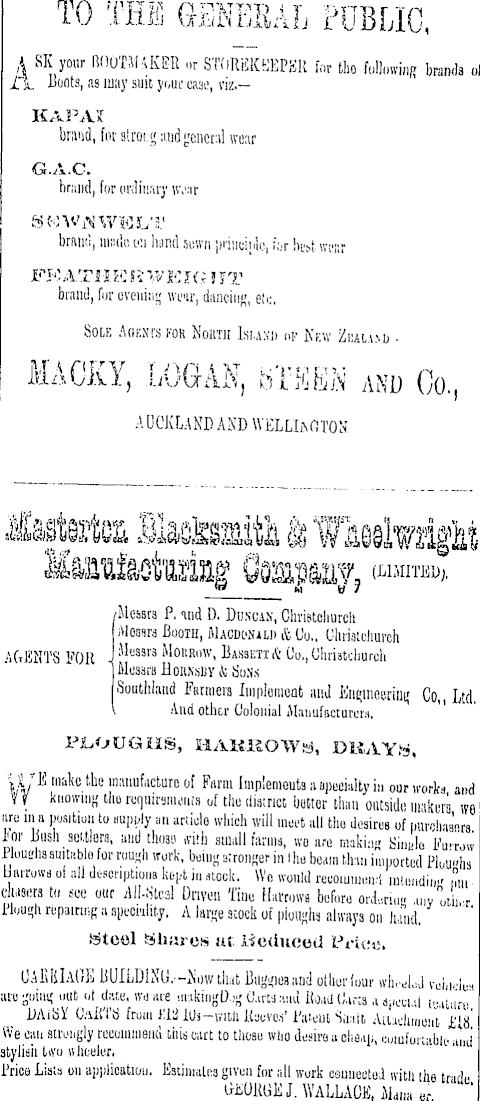 TO THE GENERAL PUBLIC,
ASK your BOOTMAKER or STOREKEEPER for the following brands of
Boots, as may suit your case, viz.—
KAPAI
brand, for strong and general wear
G.A.C.
brand, for ordinary wear
SEWNWELT
brand, made on hand sewn principle, for best wear
FEATHERWEIGHT
brand, for evening wear, dancing, etc.
SOLE AGENTS FOR NORTH ISLAND OF NEW ZEALAND -
MACKY, LOGAN, STEEN AND CO.,
AUCKLAND AND WELLINGTON
Masterton Blacksmith & Wheelwright
Manufacturing Company, (LIMITED).
AGENTS FOR
Messrs P. and D. DUNCAN, Christchurch
Messrs BOOTH, MACDONALD & Co., Christchurch
Messrs MORROW, BASSETT & Co., Christchurch
Messrs HORNSBY & SONS
Southland Farmers Implement and Engineering Co., Ltd.
And other Colonial Manufacturers.
PLOUGHS, HARROWS, DRAYS.
WE make the manufacture of Farm Implements a specialty in our works, and
knowing the requirements of the district better than outside makers, we
are in a position to supply an article which will meet all the desires of purchasers.
For Bush settlers, and those with small farms, we are making Single Furrow
Ploughs suitable for rough work, being stronger in the beam than imported Ploughs
Harrows of all descriptions kept in stock. We would recommend intending pur
chasers to see our All-Steel Driven Tine Harrows before ordering any other.
Plough repairing a speciality. A large stock of ploughs always on hand.
Steel Shares at Reduced Price.
CARRIAGE BUILDING.—Now that Buggies and other four wheeled vehicles
are going out of date, we are making Dog Carts and Road Carts a special feature.
DAISY CARTS from £12 10s—with Reeves' Patent Shaft Attachment £18.
We can strongly recommend this cart to those who desire a cheap, comfortable and
stylish two wheeler.
Price Lists on application. Estimates given for all work connected with the trade.
GEORGE J. WALLACE, Mana er.